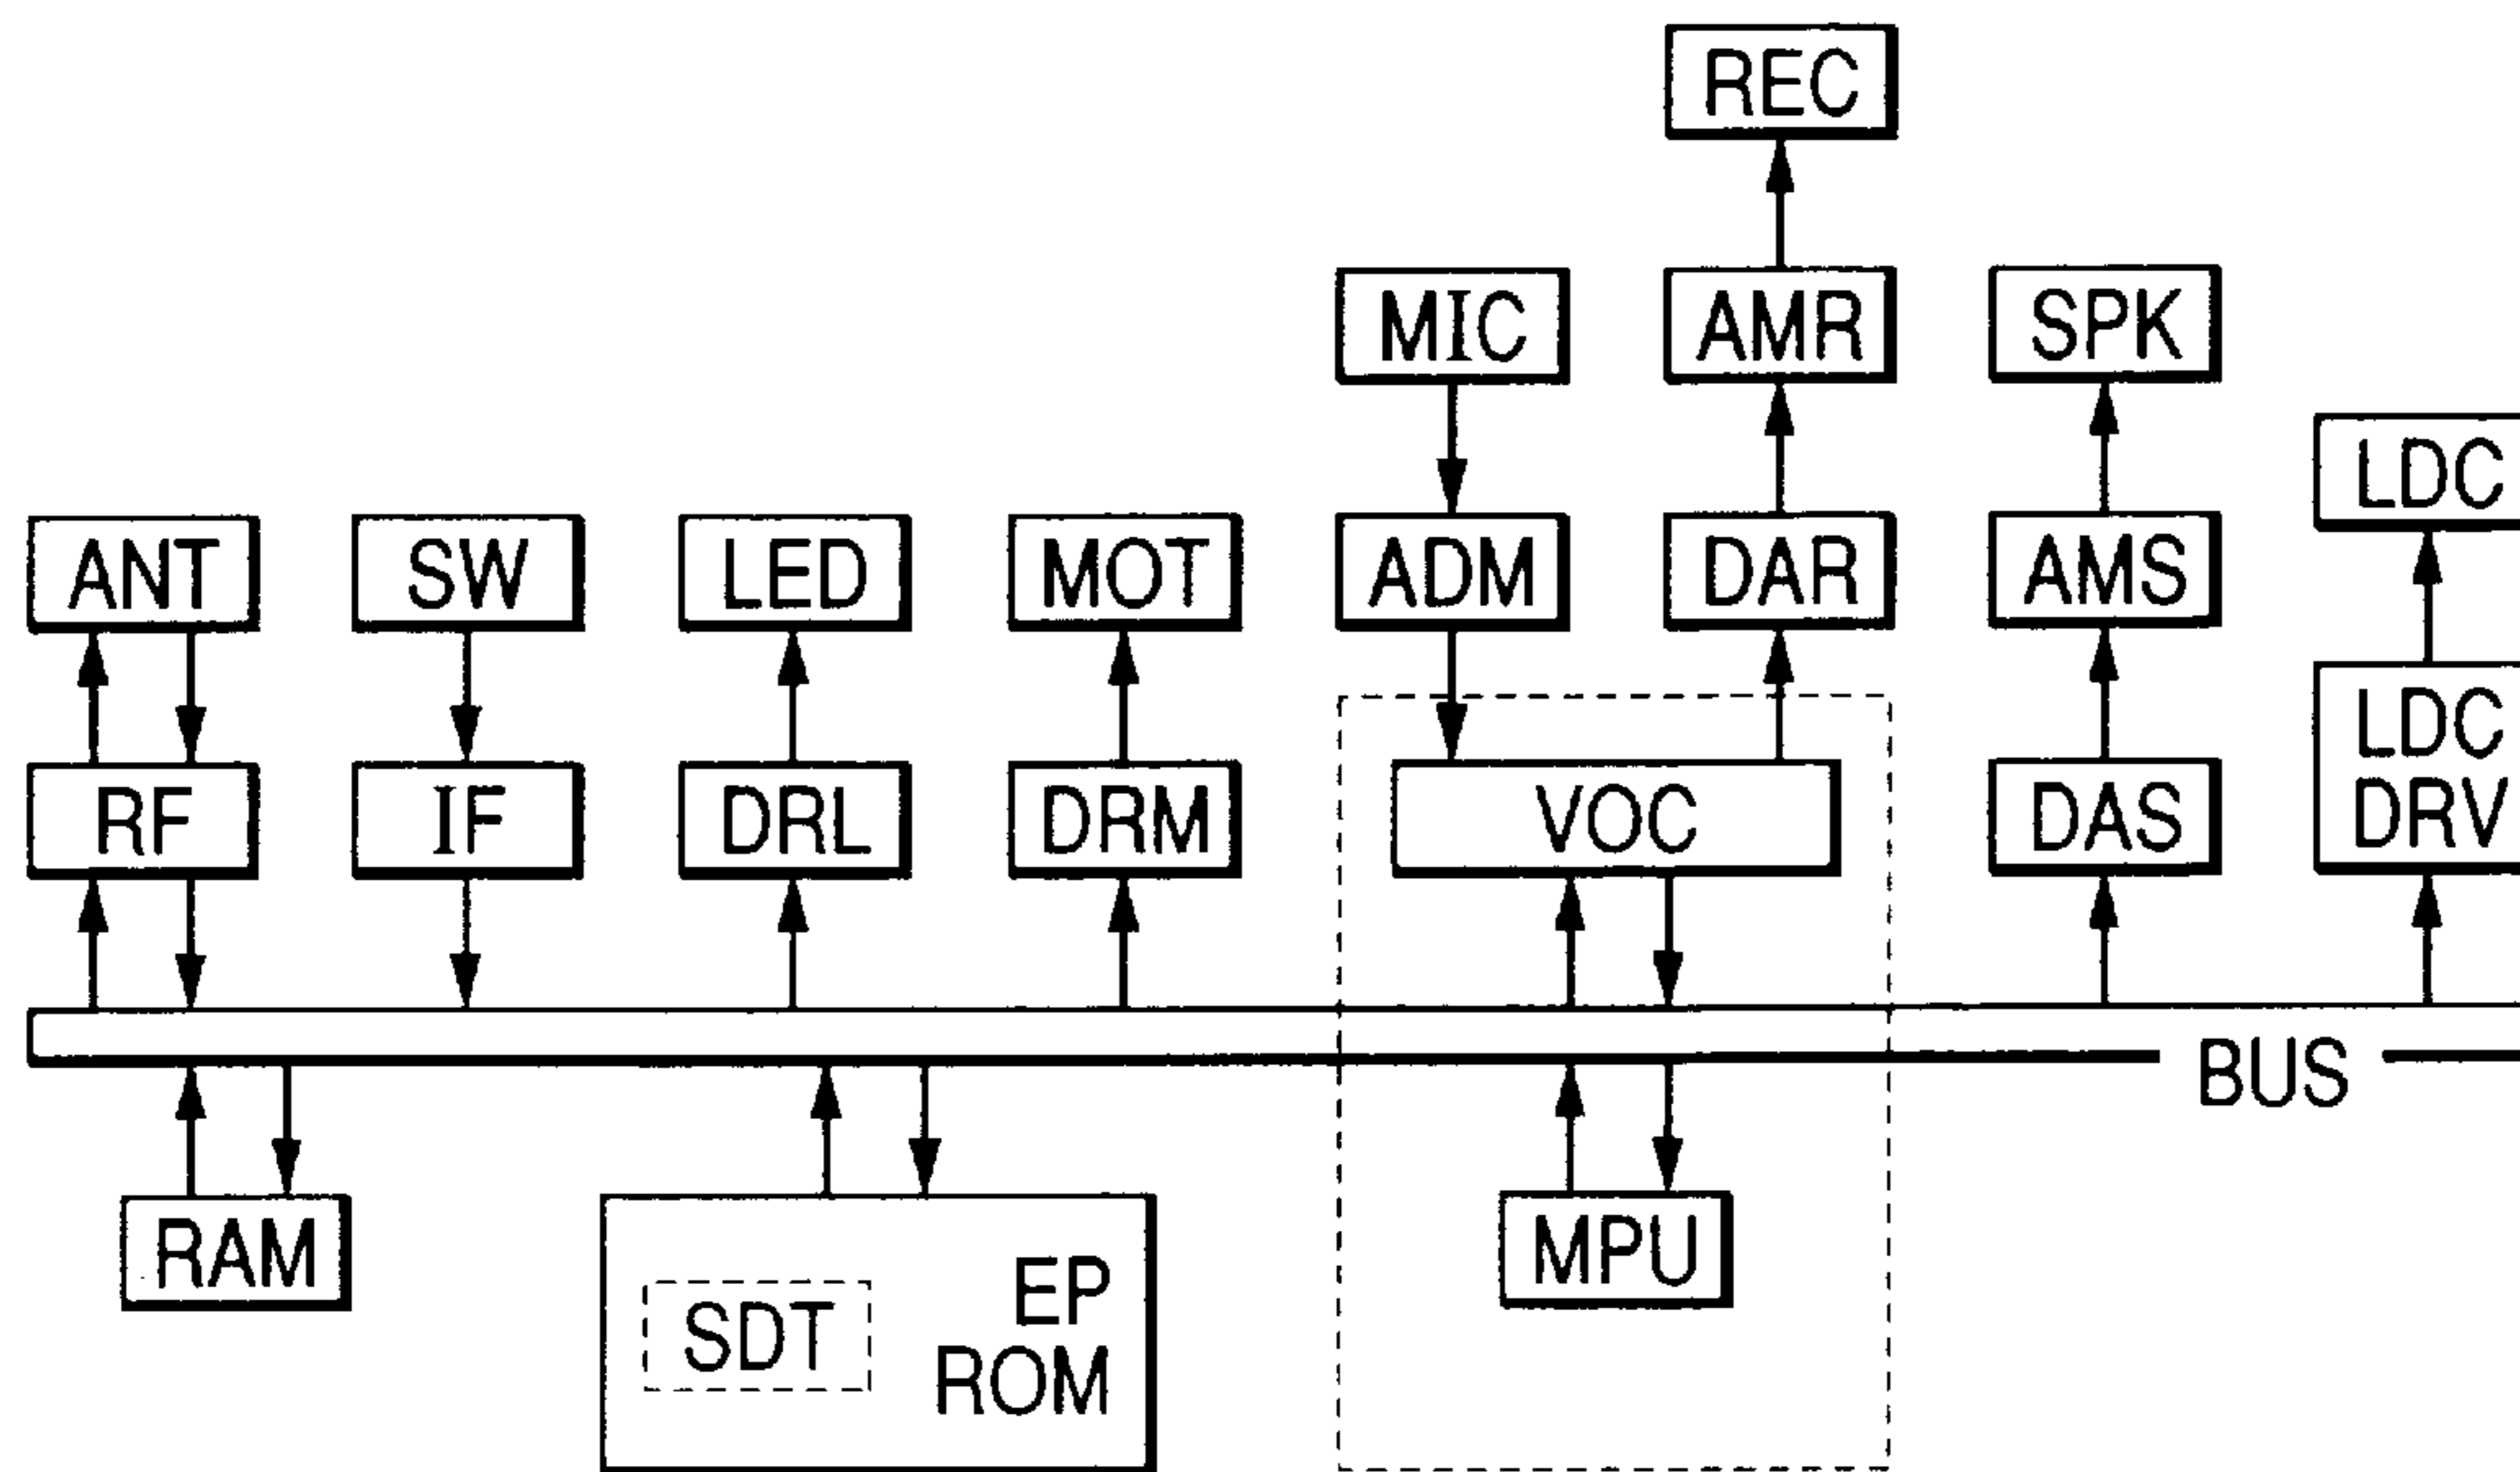 REC
MIC
AMR
SPK
LDC
ANT
SW
LED
MOT
ADM
DAR
AMS
LDC
DRV
RF
IF
DRL
DRM
VOC
DAS
BUS
RAM
SDT
EP
ROM
MPU